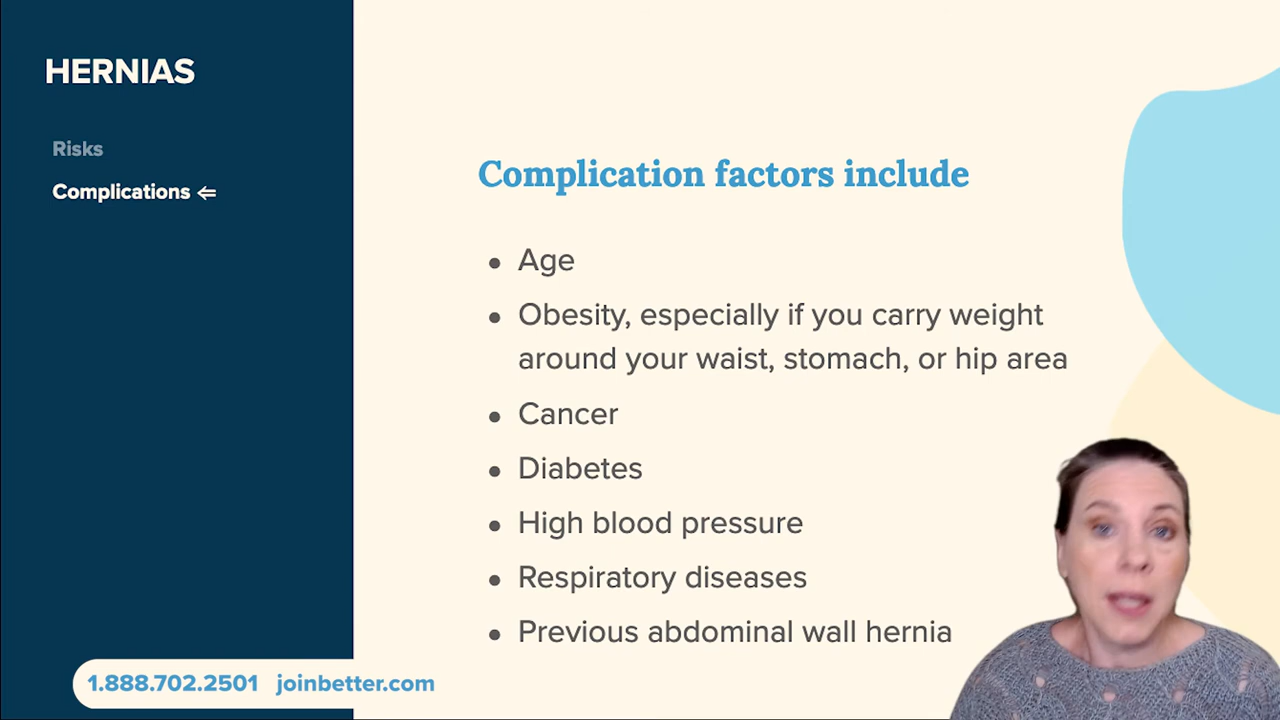 HERNIAS
Risks
Complications ⇐
Complication factors include
• Age
• Obesity, especially if you carry weight
around your waist, stomach, or hip area
• Cancer
• Diabetes
• High blood pressure
• Respiratory diseases
• Previous abdominal wall hernia
1.888.702.2501 joinbetter.com